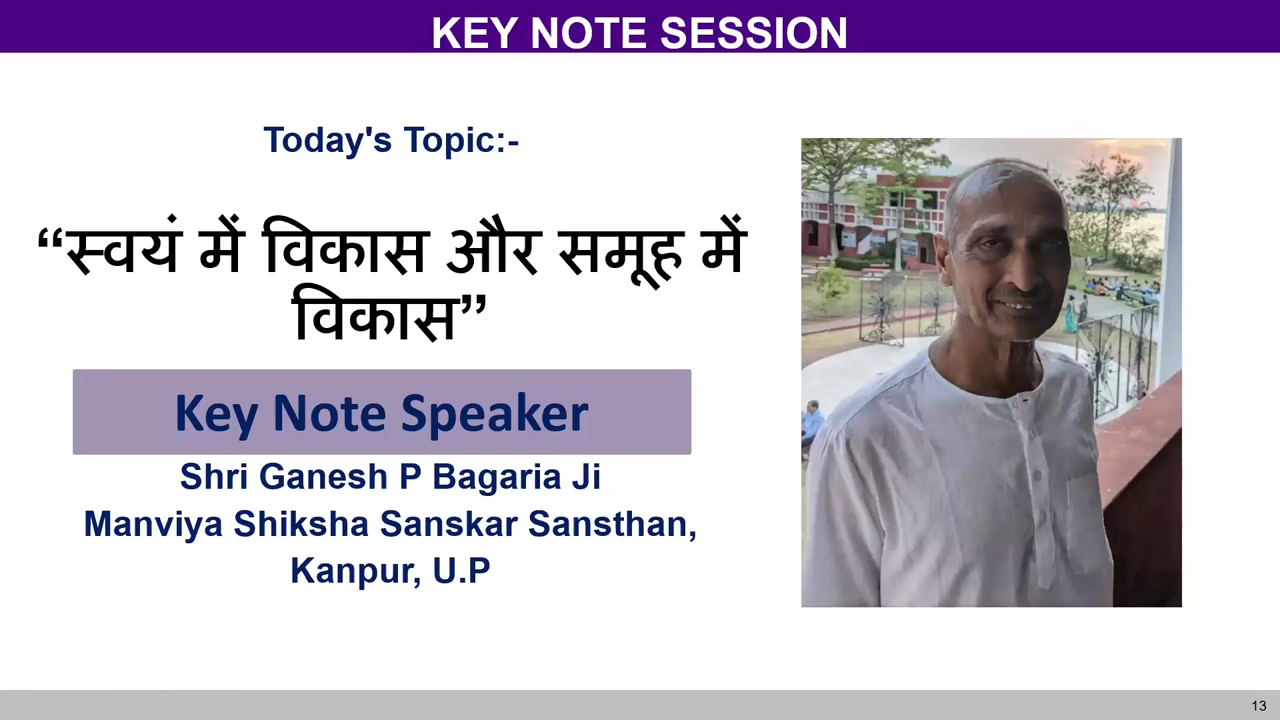 KEY NOTE SESSION
Today's Topic:-
“स्वयं में विकास और समूह में
विकास”
Key Note Speaker
Shri Ganesh P Bagaria Ji
Manviya Shiksha Sanskar Sansthan,
Kanpur, U.P
13